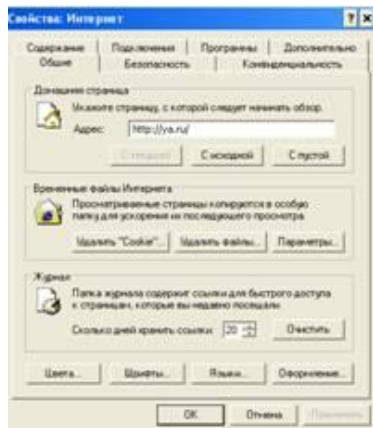 Свойства: Интернет
Содержание Подключения Программы Дополнительно
Общие Безопасность Конфиденциальность
Домашняя страница
Укажите страницу, с которой следует начинать обзор.
Адрес: http://ya.ru/
С текущей С исходной С пустой
Временные файлы Интернета
Просматриваемые страницы копируются в особую
папку для ускорения их последующего просмотра.
Удалить "Cookie"... Удалить файлы... Параметры...
Журнал
Папка журнала содержит ссылки для быстрого доступа
к страницам, которые вы недавно посещали.
Сколько дней хранить ссылки: 20 Очистить
Цвета... Шрифты... Языки... Оформление...
OK Отмена Применить